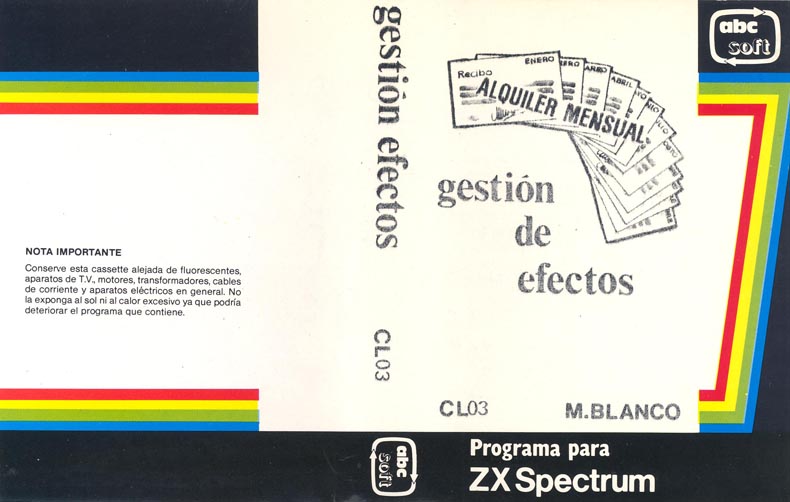 NOTA IMPORTANTE
Conserve esta cassette alejada de fluorescentes,
aparatos de T.V., motores, transformadores, cables
de corriente y aparatos eléctricos en general. No
la exponga al sol ni al calor excesivo ya que podría
deteriorar el programa que contiene.
gestión efectos
CL03
abc
soft
abc
soft
Recibo
ENERO
ABRIL
ALQUILER MENSUAL
gestión
de
efectos
CL03
M.BLANCO
Programa para
ZX Spectrum